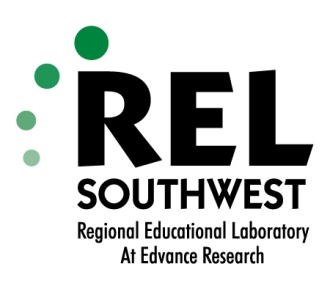 REL
SOUTHWEST
Regional Educational Laboratory
At Edvance Research